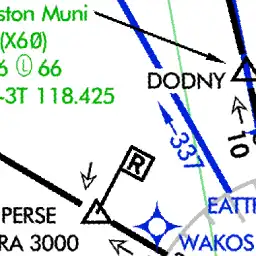 ston Muni
(X60)
6 Ⓛ 66
-3T 118.425
DODNY
10
337
R
EATT
PERSE
RA 3000
WAKOS